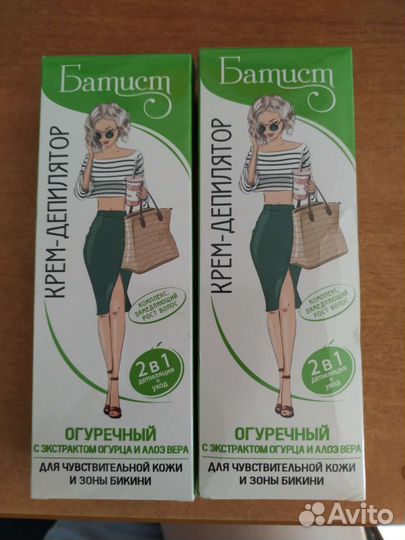 Батист
КРЕМ-ДЕПИЛЯТОР
КОМПЛЕКС,
ЗАМЕДЛЯЮЩИЙ
РОСТ ВОЛОС
2 в 1
депиляция
+
уход
ОГУРЕЧНЫЙ
С ЭКСТРАКТОМ ОГУРЦА И АЛОЭ ВЕРА
ДЛЯ ЧУВСТВИТЕЛЬНОЙ КОЖИ
И ЗОНЫ БИКИНИ
Батист
КРЕМ-ДЕПИЛЯТОР
КОМПЛЕКС,
ЗАМЕДЛЯЮЩИЙ
РОСТ ВОЛОС
2 в 1
депиляция
+
уход
ОГУРЕЧНЫЙ
С ЭКСТРАКТОМ ОГУРЦА И АЛОЭ ВЕРА
ДЛЯ ЧУВСТВИТЕЛЬНОЙ КОЖИ
И ЗОНЫ БИКИНИ
Avito